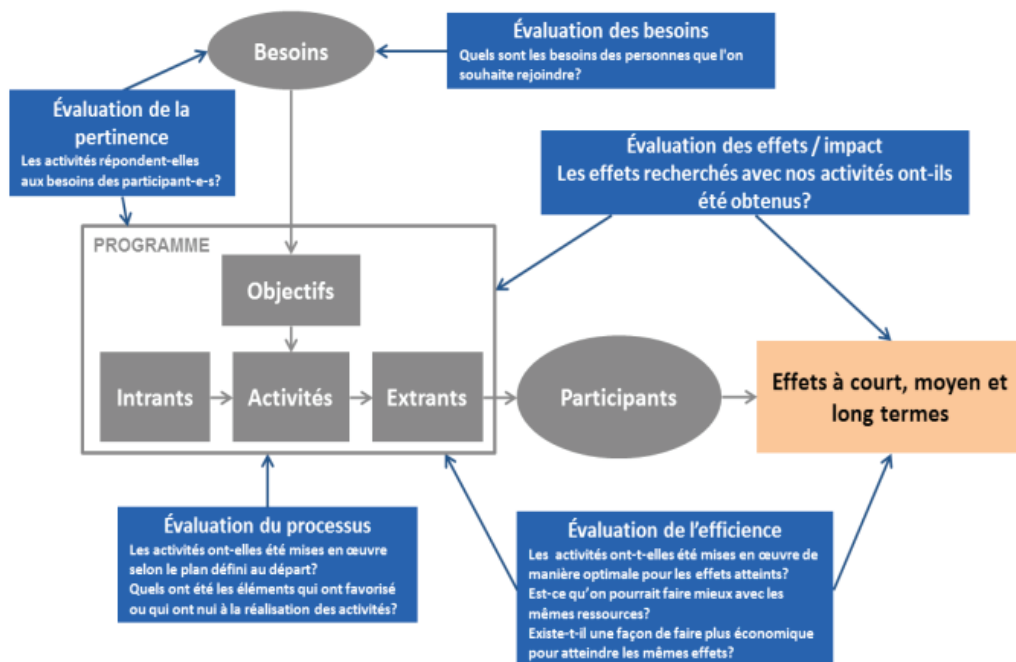 Besoins
Évaluation des besoins
Quels sont les besoins des personnes que l'on
souhaite rejoindre?
Évaluation de la
pertinence
Les activités répondent-elles
aux besoins des participant-e-s?
Évaluation des effets / impact
Les effets recherchés avec nos activités ont-ils
été obtenus?
PROGRAMME
Objectifs
Intrants
Activités
Extrants
Participants
Effets à court, moyen et
long termes
Évaluation du processus
Les activités ont-elles été mises en œuvre
selon le plan défini au départ?
Quels ont été les éléments qui ont favorisé
ou qui ont nui à la réalisation des activités?
Évaluation de l'efficience
Les activités ont-t-elles été mises en œuvre de
manière optimale pour les effets atteints?
Est-ce qu'on pourrait faire mieux avec les
mêmes ressources?
Existe-t-il une façon de faire plus économique
pour atteindre les mêmes effets?